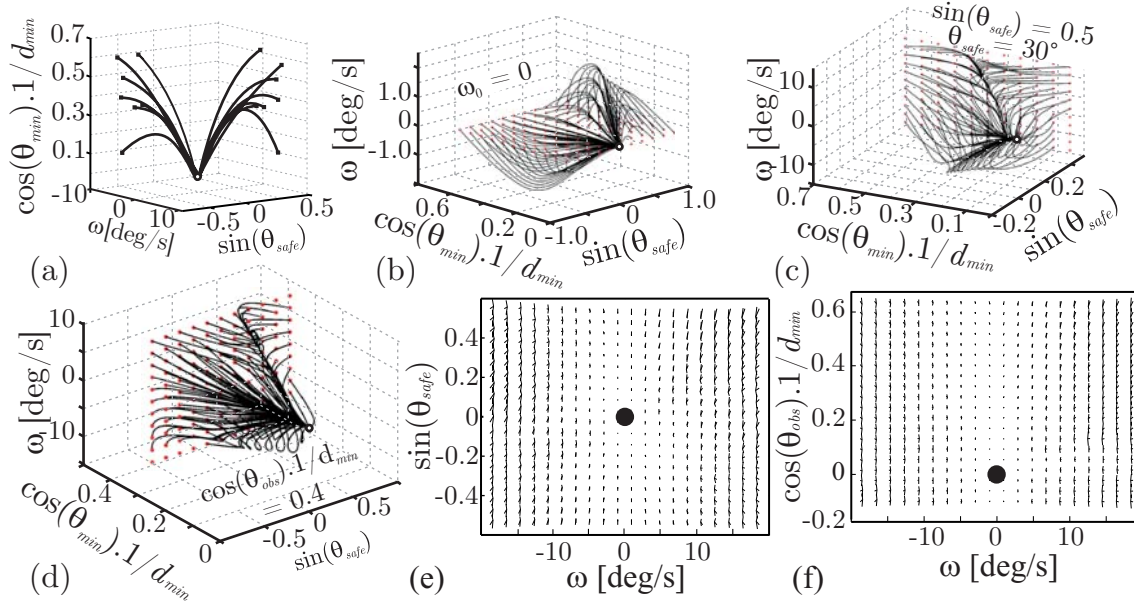 0.7
0.5
0.3
0.1
-10
0
10
-0.5
0
0.5
cos(θmin).1/dmin
ω[deg/s]
sin(θsafe)
(a)
ω0 = 0
1.0
0
-1.0
ω [deg/s]
0.6
0.2
0
-1.0
0
1.0
cos(θmin).1/dmin
sin(θsafe)
(b)
sin(θsafe) = 0.5
θsafe = 30°
10
0
-10
ω [deg/s]
0.7
0.5
0.3
0.1
-0.2
0
0.2
cos(θmin).1/dmin
sin(θsafe)
(c)
10
0
-10
ω [deg/s]
0.4
0.2
0
-0.5
0
0.5
cos(θobs).1/dmin
= 0.4
cos(θmin).1/dmin
sin(θsafe)
(d)
0.4
0.2
0
-0.2
-0.4
sin(θsafe)
-10
0
10
ω [deg/s]
(e)
0.6
0.4
0.2
0
-0.2
cos(θobs).1/dmin
-10
0
10
ω [deg/s]
(f)